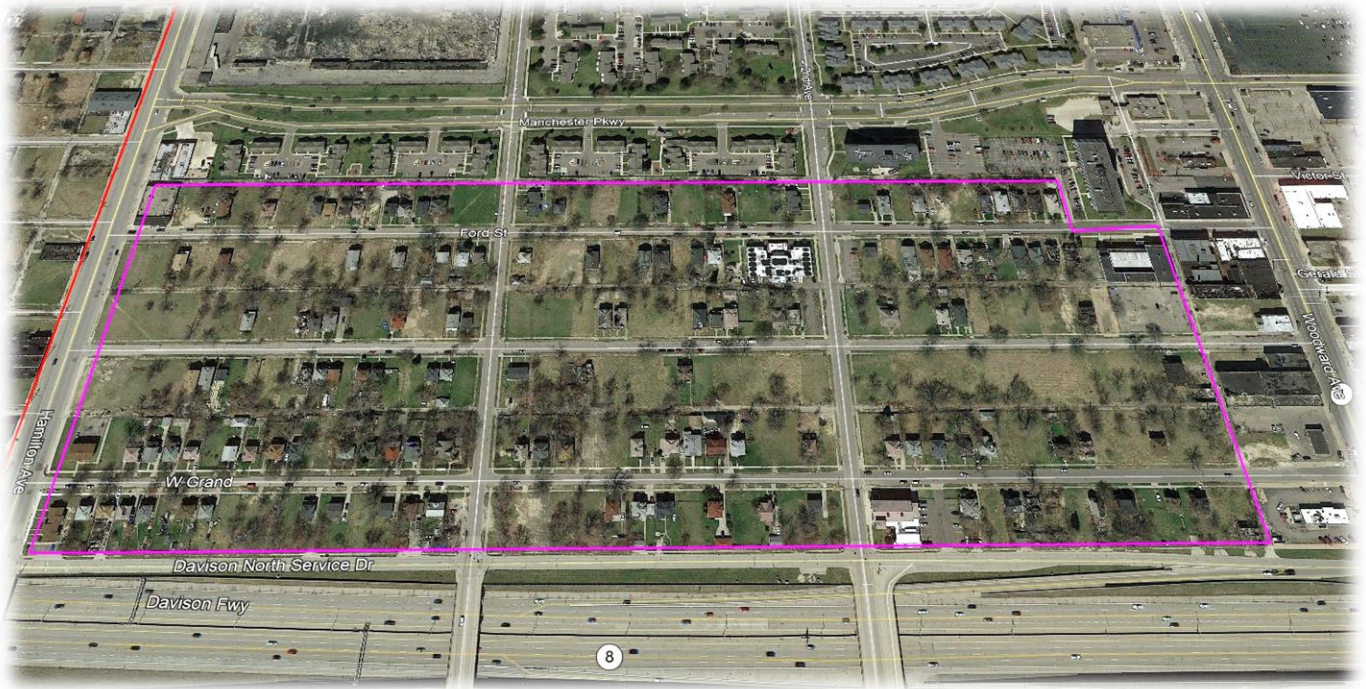 Manchester Pkwy
Victor St
Ford St
Gerald
Woodward Ave
Hamilton Ave
W Grand
Davison North Service Dr
Davison Fwy
8